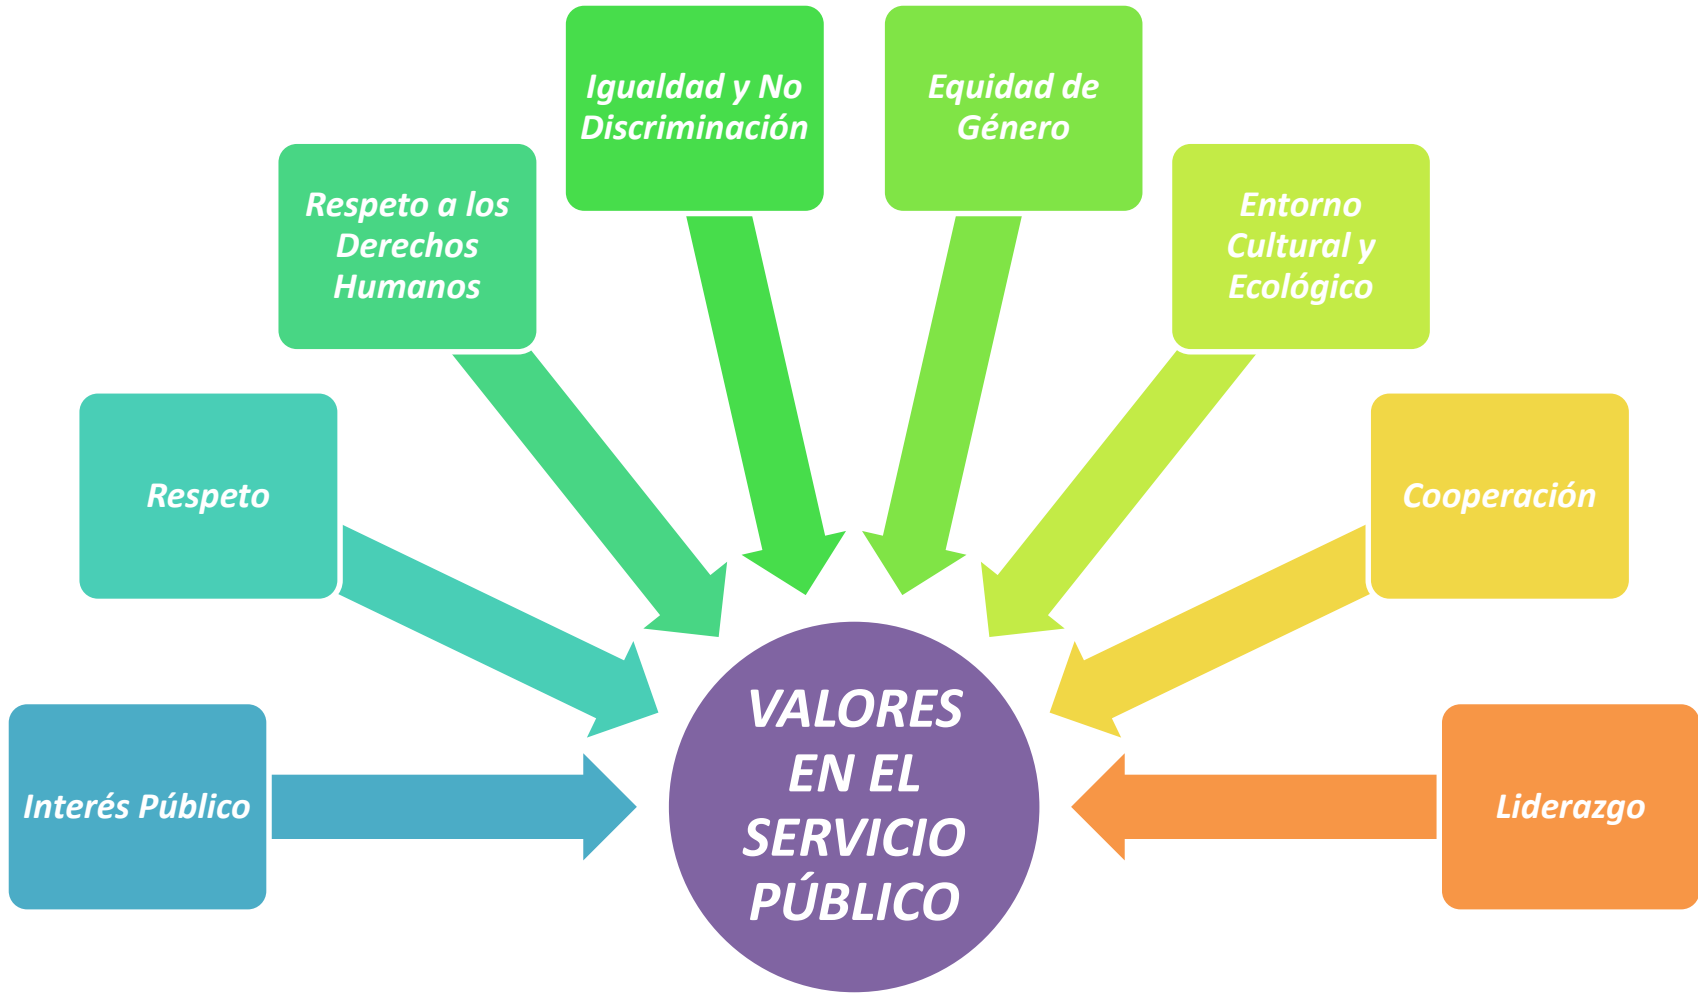 Igualdad y No
Discriminación
Equidad de
Género
Respeto a los
Derechos
Humanos
Entorno
Cultural y
Ecológico
Respeto
Cooperación
Interés Público
VALORES
EN EL
SERVICIO
PÚBLICO
Liderazgo